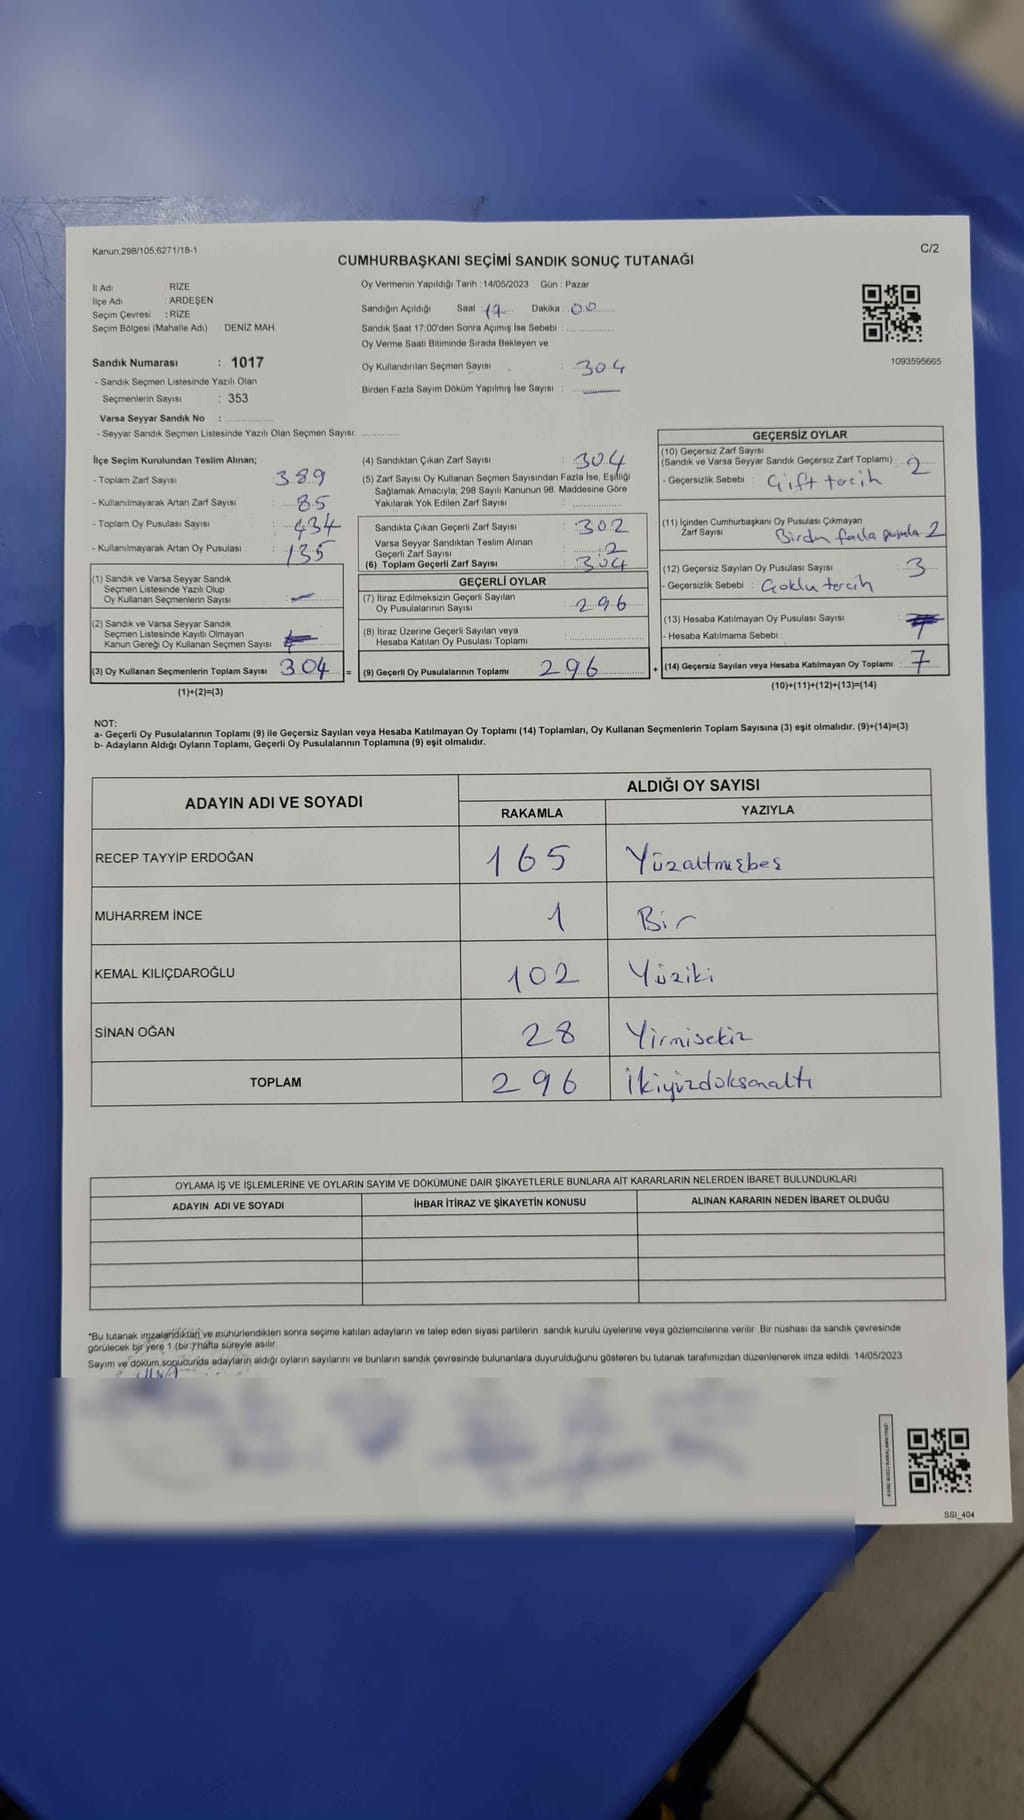 Kanun;298/105,6271/18-1
C/2
CUMHURBAŞKANI SEÇİMİ SANDIK SONUÇ TUTANAĞI
İl Adı : RİZE
İlçe Adı : ARDEŞEN
Seçim Çevresi : RİZE
Seçim Bölgesi (Mahalle Adı) : DENİZ MAH.
Sandık Numarası : 1017
- Sandık Seçmen Listesinde Yazılı Olan
Seçmenlerin Sayısı : 353
Varsa Seyyar Sandık No :
- Seyyar Sandık Seçmen Listesinde Yazılı Olan Seçmen Sayısı:
Oy Vermenin Yapıldığı Tarih : 14/05/2023 Gün : Pazar
Sandığın Açıldığı Saat : 17 Dakika : 00
Sandık Saat 17:00'den Sonra Açımış İse Sebebi :
Oy Verme Saati Bitiminde Sırada Bekleyen ve
Oy Kullandırılan Seçmen Sayısı : 304
Birden Fazla Sayım Döküm Yapılmış İse Sayısı :
1093595665
İlçe Seçim Kurulundan Teslim Alınan;
- Toplam Zarf Sayısı : 389
- Kullanılmayarak Artan Zarf Sayısı : 85
- Toplam Oy Pusulası Sayısı : 434
- Kullanılmayarak Artan Oy Pusulası : 135
(1) Sandık ve Varsa Seyyar Sandık
Seçmen Listesinde Yazılı Olup
Oy Kullanan Seçmenlerin Sayısı :
(2) Sandık ve Varsa Seyyar Sandık
Seçmen Listesinde Kayıtlı Olmayan
Kanun Gereği Oy Kullanan Seçmen Sayısı :
(3) Oy Kullanan Seçmenlerin Toplam Sayısı 304 =
(1)+(2)=(3)
(4) Sandıktan Çıkan Zarf Sayısı : 304
(5) Zarf Sayısı Oy Kullanan Seçmen Sayısından Fazla İse, Eşitliği
Sağlamak Amacıyla; 298 Sayılı Kanunun 98. Maddesine Göre
Yakılarak Yok Edilen Zarf Sayısı :
Sandıkta Çıkan Geçerli Zarf Sayısı : 302
Varsa Seyyar Sandıktan Teslim Alınan
Geçerli Zarf Sayısı : 2
(6) Toplam Geçerli Zarf Sayısı : 304
GEÇERLİ OYLAR
(7) İtiraz Edilmeksizin Geçerli Sayılan
Oy Pusulalarının Sayısı : 296
(8) İtiraz Üzerine Geçerli Sayılan veya
Hesaba Katılan Oy Pusulası Toplamı :
(9) Geçerli Oy Pusulalarının Toplamı 296 +
GEÇERSİZ OYLAR
(10) Geçersiz Zarf Sayısı
(Sandık ve Varsa Seyyar Sandık Geçersiz Zarf Toplamı) : 2
- Geçersizlik Sebebi : Çift tercih
(11) İçinden Cumhurbaşkanı Oy Pusulası Çıkmayan
Zarf Sayısı Birden fazla pusula 2
(12) Geçersiz Sayılan Oy Pusulası Sayısı : 3
- Geçersizlik Sebebi : Çoklu tercih
(13) Hesaba Katılmayan Oy Pusulası Sayısı :
- Hesaba Katılmama Sebebi :
(14) Geçersiz Sayılan veya Hesaba Katılmayan Oy Toplamı : 7
(10)+(11)+(12)+(13)=(14)
NOT:
a- Geçerli Oy Pusulalarının Toplamı (9) ile Geçersiz Sayılan veya Hesaba Katılmayan Oy Toplamı (14) Toplamları, Oy Kullanan Seçmenlerin Toplam Sayısına (3) eşit olmalıdır. (9)+(14)=(3)
b- Adayların Aldığı Oyların Toplamı, Geçerli Oy Pusulalarının Toplamına (9) eşit olmalıdır.
ADAYIN ADI VE SOYADI
ALDIĞI OY SAYISI
RAKAMLA YAZIYLA
RECEP TAYYİP ERDOĞAN 165 Yüzaltmışbeş
MUHARREM İNCE 1 Bir
KEMAL KILIÇDAROĞLU 102 Yüziki
SİNAN OĞAN 28 Yirmisekiz
TOPLAM 296 İkiyüzdoksanaltı
OYLAMA İŞ VE İŞLEMLERİNE VE OYLARIN SAYIM VE DÖKÜMÜNE DAİR ŞİKAYETLERLE BUNLARA AİT KARARLARIN NELERDEN İBARET BULUNDUKLARI
ADAYIN ADI VE SOYADI İHBAR İTİRAZ VE ŞİKAYETİN KONUSU ALINAN KARARIN NEDEN İBARET OLDUĞU
*Bu tutanak imzalandıktan ve mühürlendikten sonra seçime katılan adayların ve talep eden siyasi partilerin sandık kurulu üyelerine veya gözlemcilerine verilir. Bir nüshası da sandık çevresinde
görülecek bir yere 1 (bir) hafta süreyle asılır.
Sayım ve döküm sonucunda adayların aldığı oyların sayılarını ve bunların sandık çevresinde bulunanlara duyurulduğunu gösteren bu tutanak tarafımızdan düzenlenerek imza edildi. 14/05/2023
SSI_404